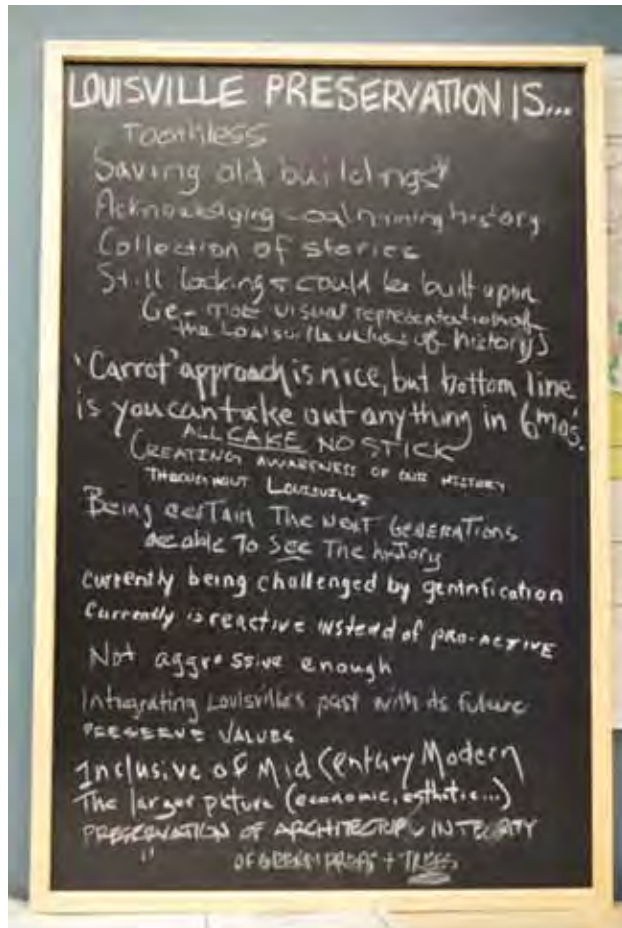 LOUISVILLE PRESERVATION IS...
Toothless
Saving old buildings*
Acknowledging coal mining history
Collection of stories
Still lacking & could be built upon
(ie - more visual representation of
the Louisville values of history)
'Carrot' approach is nice, but bottom line
is you can take out anything in 6 mos.
ALL CAKE NO STICK
CREATING AWARENESS OF OUR HISTORY
THROUGHOUT LOUISVILLE
Being certain The next Generations
are able To See The history
currently being challenged by gentrification
Currently is reactive instead of PRO-ACTIVE
Not aggressive enough
Integrating Louisville's past with its future
PRESERVE VALUES
Inclusive of Mid Century Modern
The larger picture (economic, esthetic...)
PRESERVATION OF ARCHITECTURAL INTEGRITY
" OF GREEN AREAS + TREES